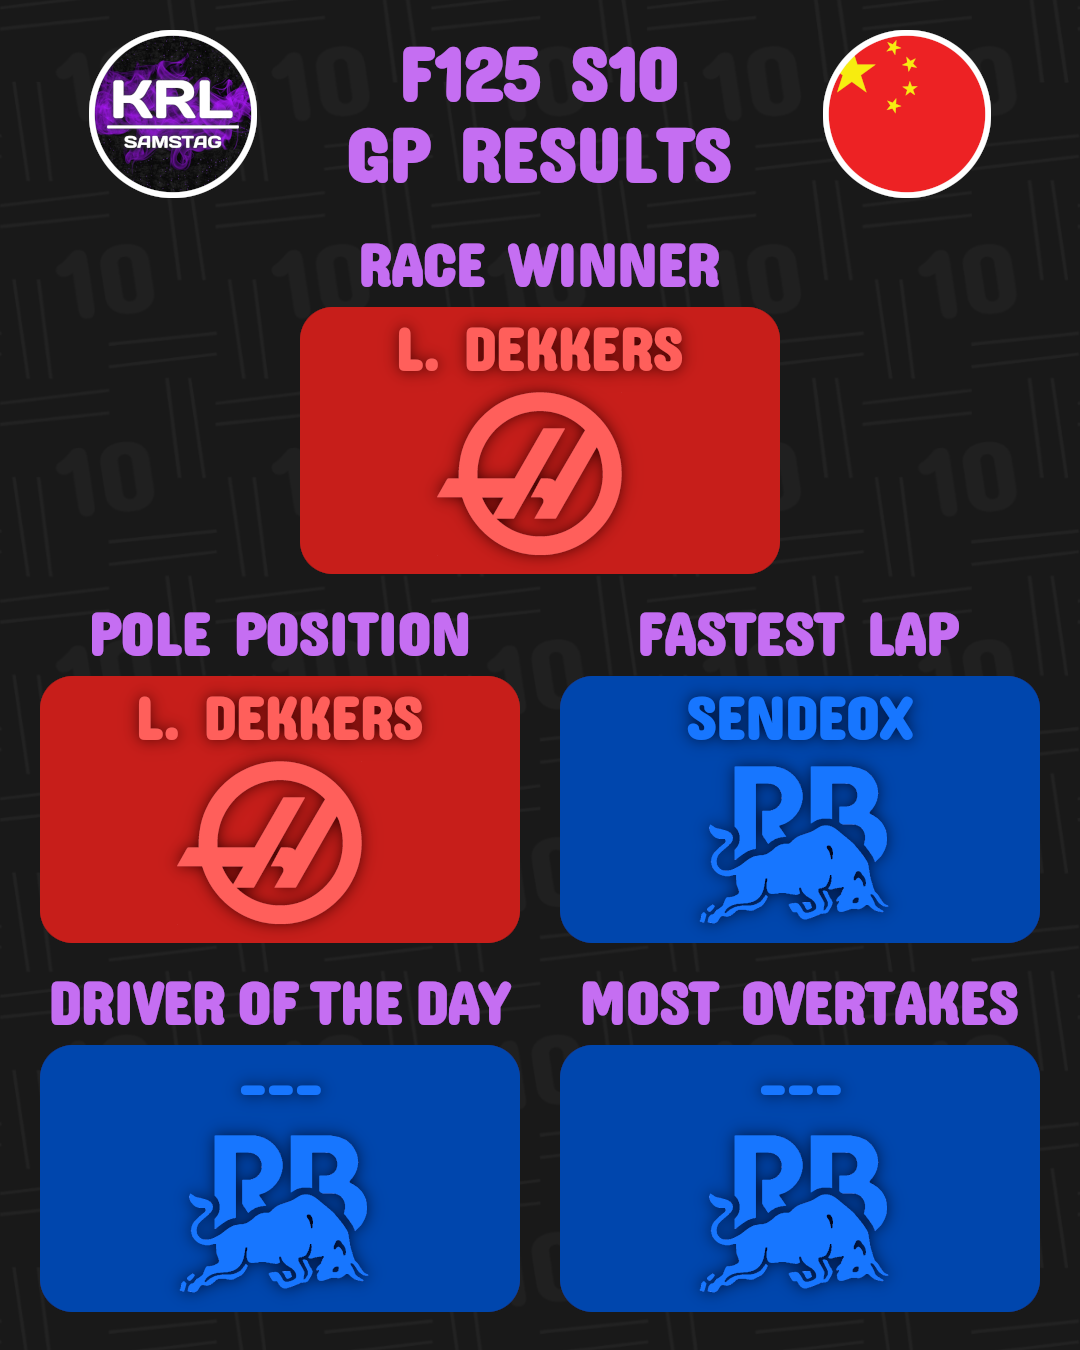 KRL
SAMSTAG
F125 S10
GP RESULTS
RACE WINNER
L. DEKKERS
POLE POSITION
L. DEKKERS
FASTEST LAP
SENDEOX
RB
DRIVER OF THE DAY
---
RB
MOST OVERTAKES
---
RB